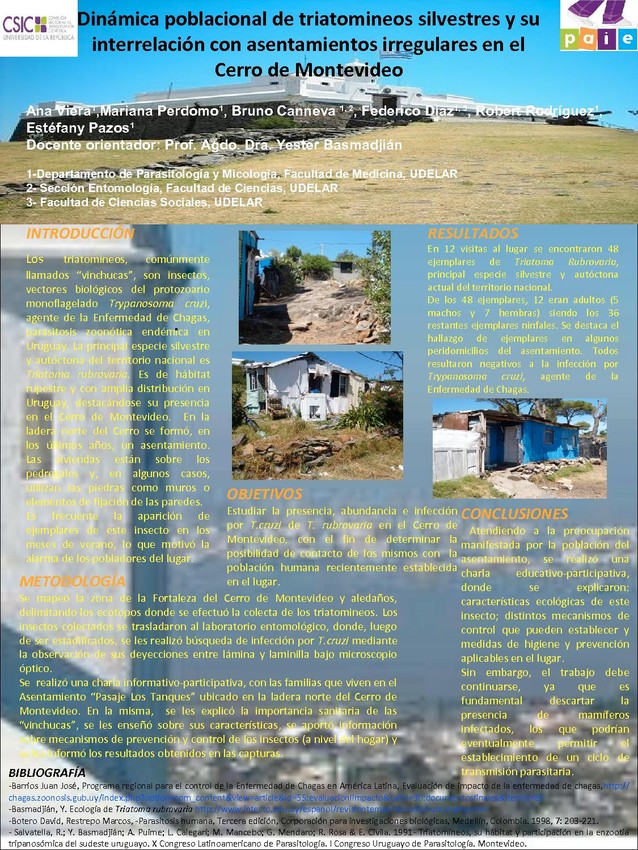 CSIC
UNIVERSIDAD DE LA REPÚBLICA
paie
Dinámica poblacional de triatomineos silvestres y su
interrelación con asentamientos irregulares en el
Cerro de Montevideo
Ana Viera¹,Mariana Perdomo¹, Bruno Canneva ¹·², Federico Díaz¹·³, Robert Rodríguez¹
Estéfany Pazos¹
Docente orientador: Prof. Agdo. Dra. Yester Basmadjián
1-Departamento de Parasitología y Micología, Facultad de Medicina, UDELAR
2- Sección Entomología, Facultad de Ciencias, UDELAR
3- Facultad de Ciencias Sociales, UDELAR
INTRODUCCIÓN
Los triatomineos, comúnmente
llamados “vinchucas”, son insectos,
vectores biológicos del protozoario
monoflagelado Trypanosoma cruzi,
agente de la Enfermedad de Chagas,
parasitosis zoonótica endémica en
Uruguay. La principal especie silvestre
y autóctona del territorio nacional es
Triatoma rubrovaria. Es de hábitat
rupestre y con amplia distribución en
Uruguay, destacándose su presencia
en el Cerro de Montevideo. En la
ladera norte del Cerro se formó, en
los últimos años, un asentamiento.
Las viviendas están sobre los
pedregales y, en algunos casos,
utilizan las piedras como muros o
elementos de fijación de las paredes.
Es frecuente la aparición de
ejemplares de este insecto en los
meses de verano, lo que motivó la
alarma de los pobladores del lugar.
OBJETIVOS
Estudiar la presencia, abundancia e infección
por T.cruzi de T. rubrovaria en el Cerro de
Montevideo, con el fin de determinar la
posibilidad de contacto de los mismos con la
población humana recientemente establecida
en el lugar.
METODOLOGÍA
Se mapeó la zona de la Fortaleza del Cerro de Montevideo y aledaños,
delimitando los ecotopos donde se efectuó la colecta de los triatomineos. Los
insectos colectados se trasladaron al laboratorio entomológico, donde, luego
de ser estadificados, se les realizó búsqueda de infección por T.cruzi mediante
la observación de sus deyecciones entre lámina y laminilla bajo microscopio
óptico.
Se realizó una charla informativo-participativa, con las familias que viven en el
Asentamiento “Pasaje Los Tanques” ubicado en la ladera norte del Cerro de
Montevideo. En la misma, se les explicó la importancia sanitaria de las
“vinchucas”, se les enseñó sobre sus características, se aportó información
sobre mecanismos de prevención y control de los insectos (a nivel del hogar) y
se les informó los resultados obtenidos en las capturas.
RESULTADOS
En 12 visitas al lugar se encontraron 48
ejemplares de Triatoma Rubrovaria,
principal especie silvestre y autóctona
actual del territorio nacional.
De los 48 ejemplares, 12 eran adultos (5
machos y 7 hembras) siendo los 36
restantes ejemplares ninfales. Se destaca el
hallazgo de ejemplares en algunos
peridomicilios del asentamiento. Todos
resultaron negativos a la infección por
Trypanosoma cruzi, agente de la
Enfermedad de Chagas.
CONCLUSIONES
Atendiendo a la preocupación
manifestada por la población del
asentamiento, se realizó una
charla educativo-participativa,
donde se explicaron:
características ecológicas de este
insecto; distintos mecanismos de
control que pueden establecer y
medidas de higiene y prevención
aplicables en el lugar.
Sin embargo, el trabajo debe
continuarse, ya que es
fundamental descartar la
presencia de mamíferos
infectados, los que podrían
eventualmente permitir el
establecimiento de un ciclo de
transmisión parasitaria.
BIBLIOGRAFÍA
-Barrios Juan José, Programa regional para el control de la Enfermedad de Chagas en América Latina, Evaluación de impacto de la enfermedad de chagas,http://
chagas.zoonosis.gub.uy/index.php
-Basmadjián, Y. Ecología de Triatoma rubrovaria
-Botero David, Restrepo Marcos, -Parasitosis humana, Tercera edición, Corporación para investigaciones biológicas, Medellín, Colombia. 1998, 7: 203-221.
- Salvatella, R.; Y. Basmadjián; A. Puime; L. Calegari; M. Mancebo; G. Mendaro; R. Rosa & E. Civila. 1991- Triatomineos, su hábitat y participación en la enzootia
tripanosómica del sudeste uruguayo. X Congreso Latinoamericano de Parasitología. I Congreso Uruguayo de Parasitología. Montevideo.